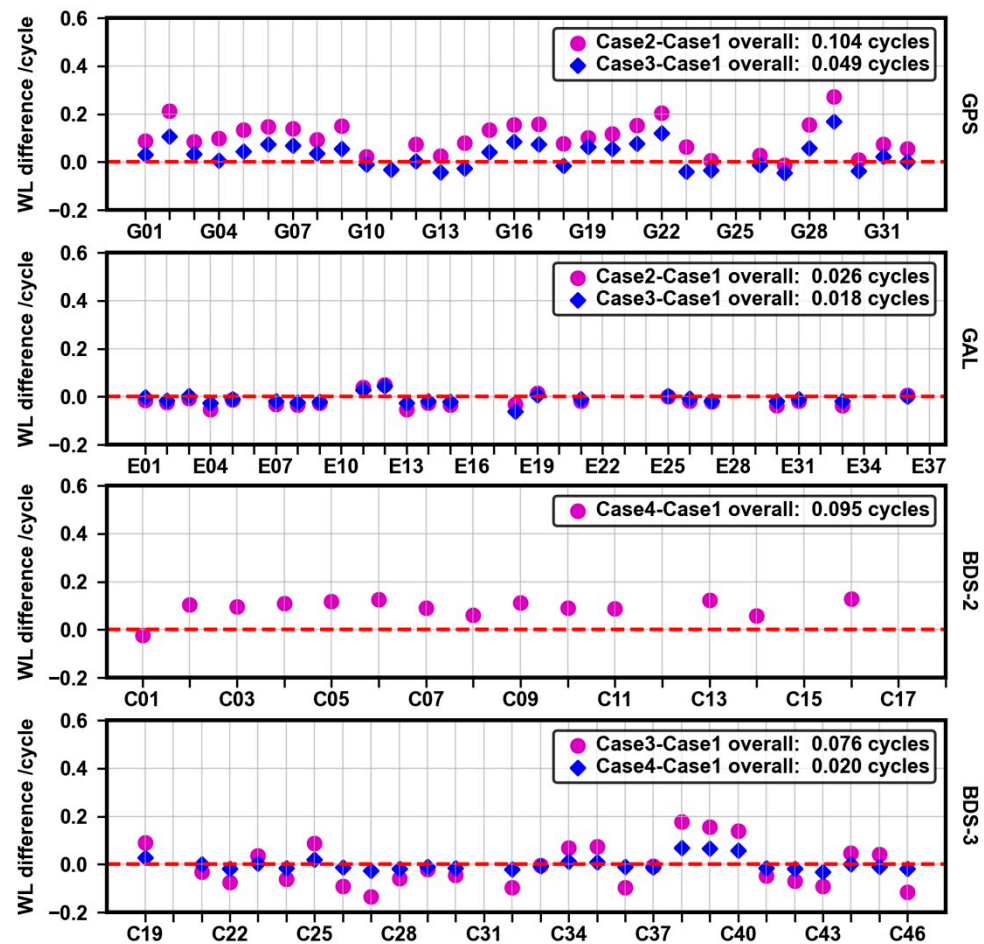 WL difference /cycle
0.6
0.4
0.2
0.0
−0.2
Case2-Case1 overall: 0.104 cycles
Case3-Case1 overall: 0.049 cycles
GPS
G01 G04 G07 G10 G13 G16 G19 G22 G25 G28 G31
WL difference /cycle
0.6
0.4
0.2
0.0
−0.2
Case2-Case1 overall: 0.026 cycles
Case3-Case1 overall: 0.018 cycles
GAL
E01 E04 E07 E10 E13 E16 E19 E22 E25 E28 E31 E34 E37
WL difference /cycle
0.6
0.4
0.2
0.0
−0.2
Case4-Case1 overall: 0.095 cycles
BDS-2
C01 C03 C05 C07 C09 C11 C13 C15 C17
WL difference /cycle
0.6
0.4
0.2
0.0
−0.2
Case3-Case1 overall: 0.076 cycles
Case4-Case1 overall: 0.020 cycles
BDS-3
C19 C22 C25 C28 C31 C34 C37 C40 C43 C46